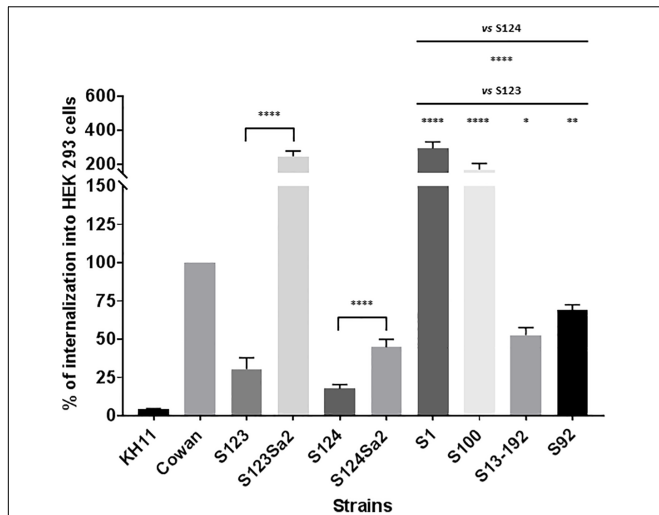 vs S124
****
vs S123
**** **** * **
****
****
% of internalization into HEK 293 cells
600
400
200
150
125
100
75
50
25
0
KH11
Cowan
S123
S123Sa2
S124
S124Sa2
S1
S100
S13-192
S92
Strains